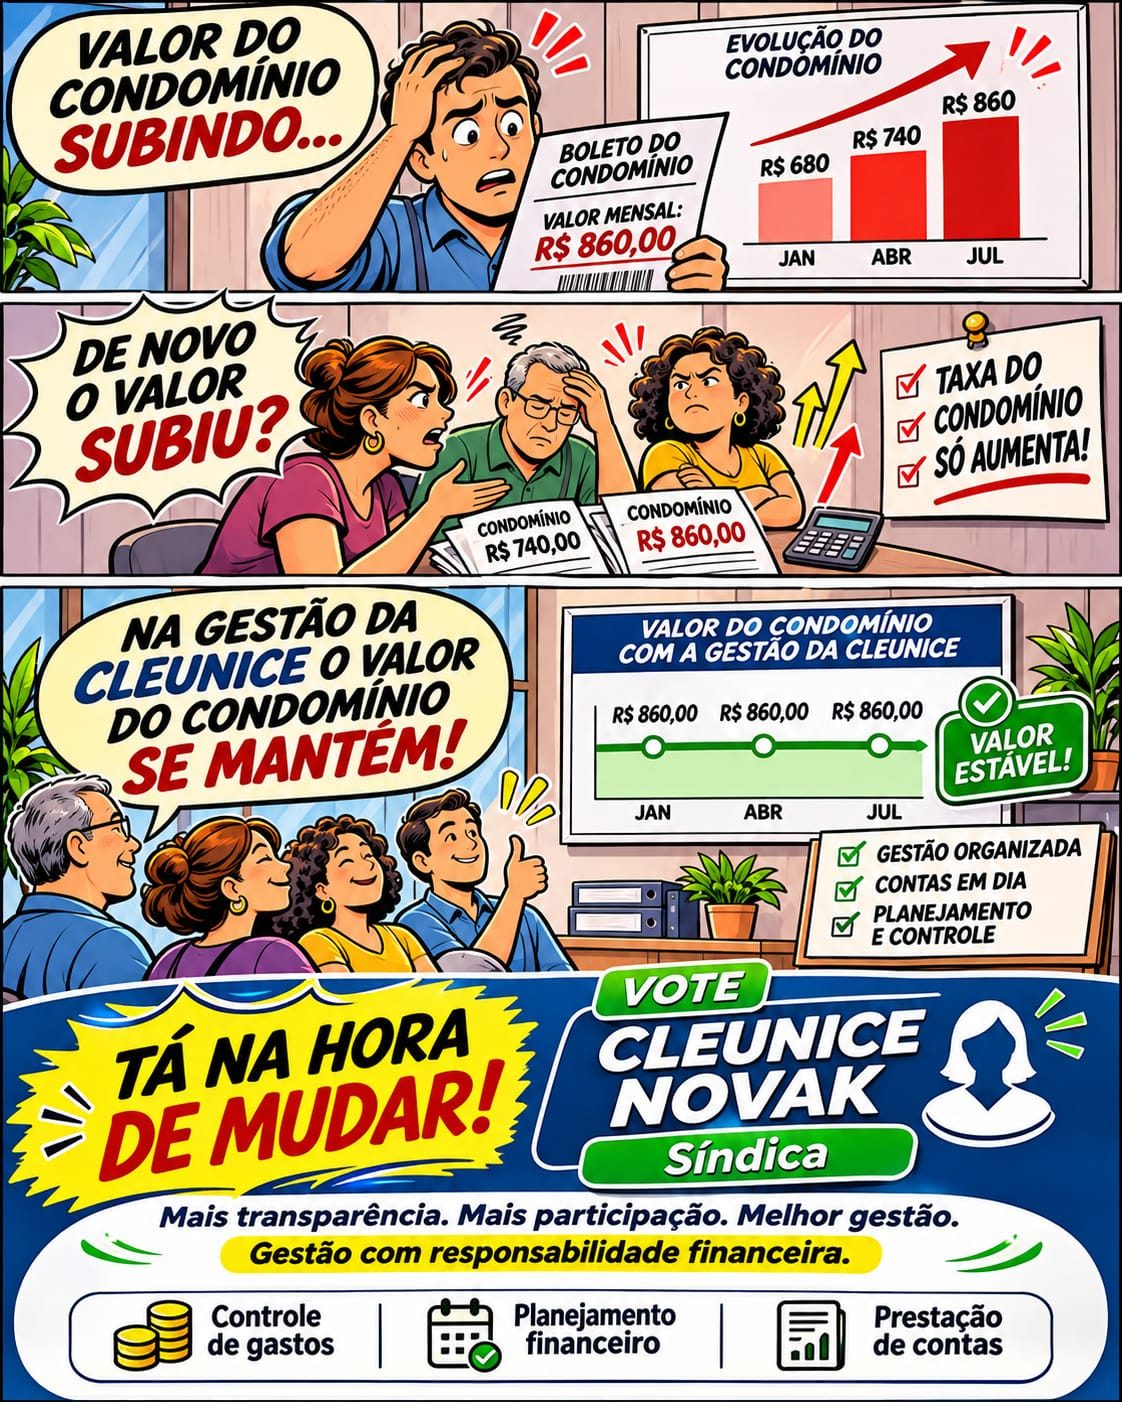 VALOR DO
CONDOMÍNIO
SUBINDO...
BOLETO DO
CONDOMÍNIO
VALOR MENSAL:
R$ 860,00
EVOLUÇÃO DO
CONDOMÍNIO
R$ 680
R$ 740
R$ 860
JAN
ABR
JUL
DE NOVO
O VALOR
SUBIU?
CONDOMÍNIO
R$ 740,00
CONDOMÍNIO
R$ 860,00
TAXA DO
CONDOMÍNIO
SÓ AUMENTA!
NA GESTÃO DA
CLEUNICE O VALOR
DO CONDOMÍNIO
SE MANTÉM!
VALOR DO CONDOMÍNIO
COM A GESTÃO DA CLEUNICE
R$ 860,00 R$ 860,00 R$ 860,00
JAN ABR JUL
VALOR
ESTÁVEL!
GESTÃO ORGANIZADA
CONTAS EM DIA
PLANEJAMENTO
E CONTROLE
TÁ NA HORA
DE MUDAR!
VOTE
CLEUNICE
NOVAK
Síndica
Mais transparência. Mais participação. Melhor gestão.
Gestão com responsabilidade financeira.
Controle
de gastos
Planejamento
financeiro
Prestação
de contas